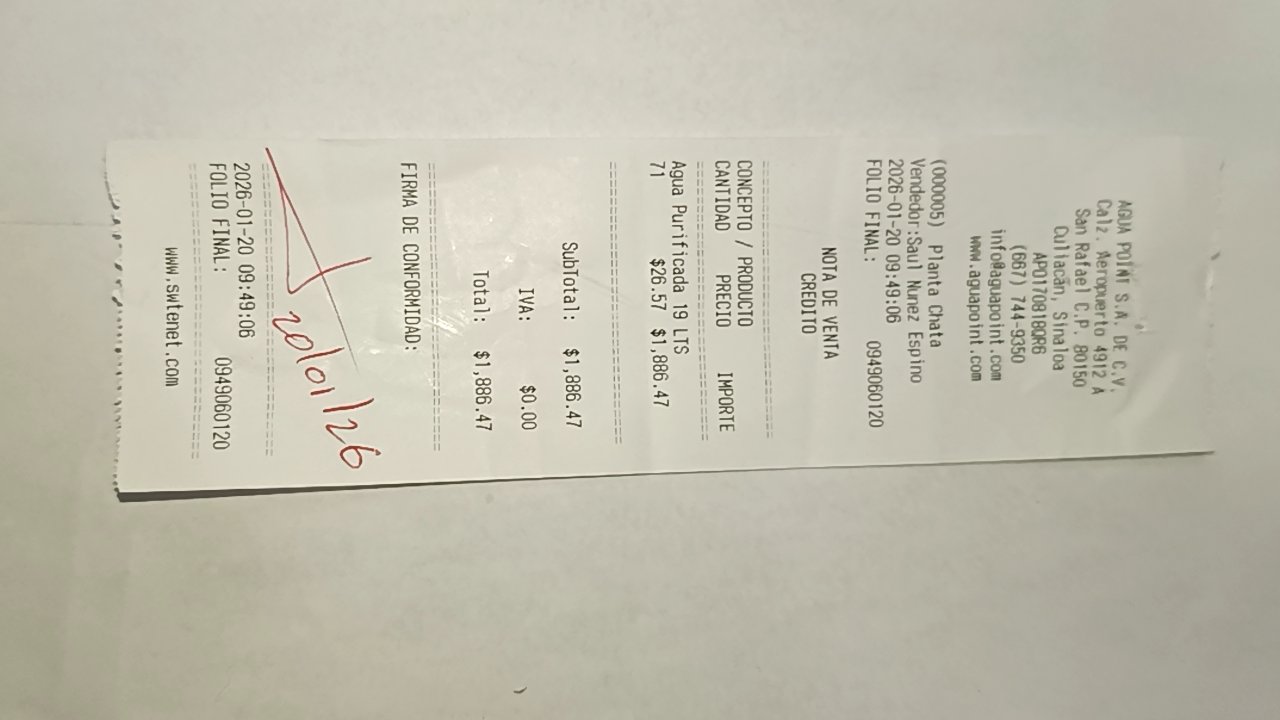 AGUA POINT S.A. DE C.V.
Calz. Aeropuerto 4912 A
San Rafael C.P. 80150
Culiacán, Sinaloa
APO170818QR6
(667) 744-9350
info@aguapoint.com
www.aguapoint.com
(000005) Planta Chata
Vendedor:Saul Nunez Espino
2026-01-20 09:49:06
FOLIO FINAL: 0949060120
NOTA DE VENTA
CREDITO
CONCEPTO / PRODUCTO
CANTIDAD PRECIO IMPORTE
Agua Purificada 19 LTS
71 $26.57 $1,886.47
SubTotal: $1,886.47
IVA: $0.00
Total: $1,886.47
FIRMA DE CONFORMIDAD:
20/01/26
2026-01-20 09:49:06
FOLIO FINAL: 0949060120
www.swtenet.com